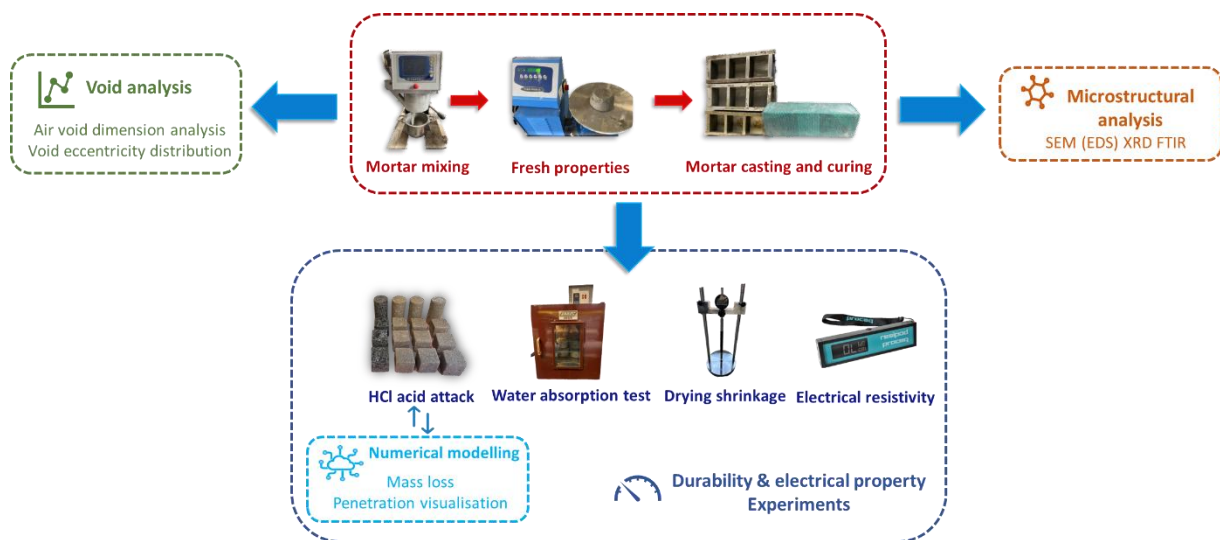 Void analysis
Air void dimension analysis
Void eccentricity distribution
Mortar mixing
Fresh properties
Mortar casting and curing
Microstructural
analysis
SEM (EDS) XRD FTIR
HCl acid attack
Water absorption test
Drying shrinkage
Electrical resistivity
resipod
proceq
Numerical modelling
Mass loss
Penetration visualisation
Durability & electrical property
Experiments